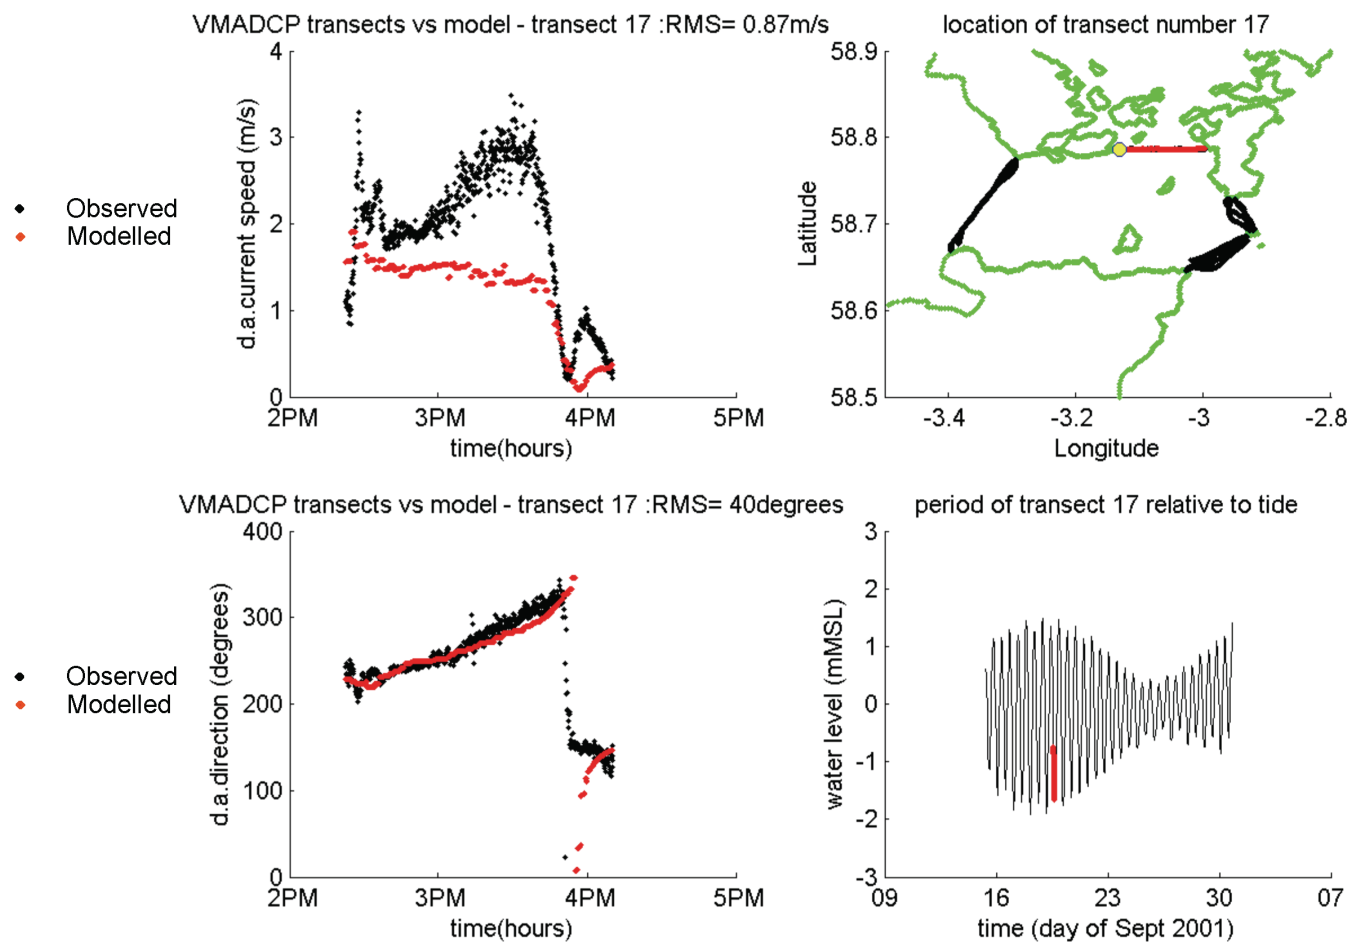 VMADCP transects vs model - transect 17 :RMS= 0.87m/s
4
3
2
1
0
d.a.current speed (m/s)
2PM 3PM 4PM 5PM
time(hours)
Observed
Modelled
location of transect number 17
58.9
58.8
58.7
58.6
58.5
Latitude
-3.4 -3.2 -3 -2.8
Longitude
VMADCP transects vs model - transect 17 :RMS= 40degrees
400
300
200
100
0
d.a.direction (degrees)
2PM 3PM 4PM 5PM
time(hours)
Observed
Modelled
period of transect 17 relative to tide
3
2
1
0
-1
-2
-3
water level (mMSL)
09 16 23 30 07
time (day of Sept 2001)